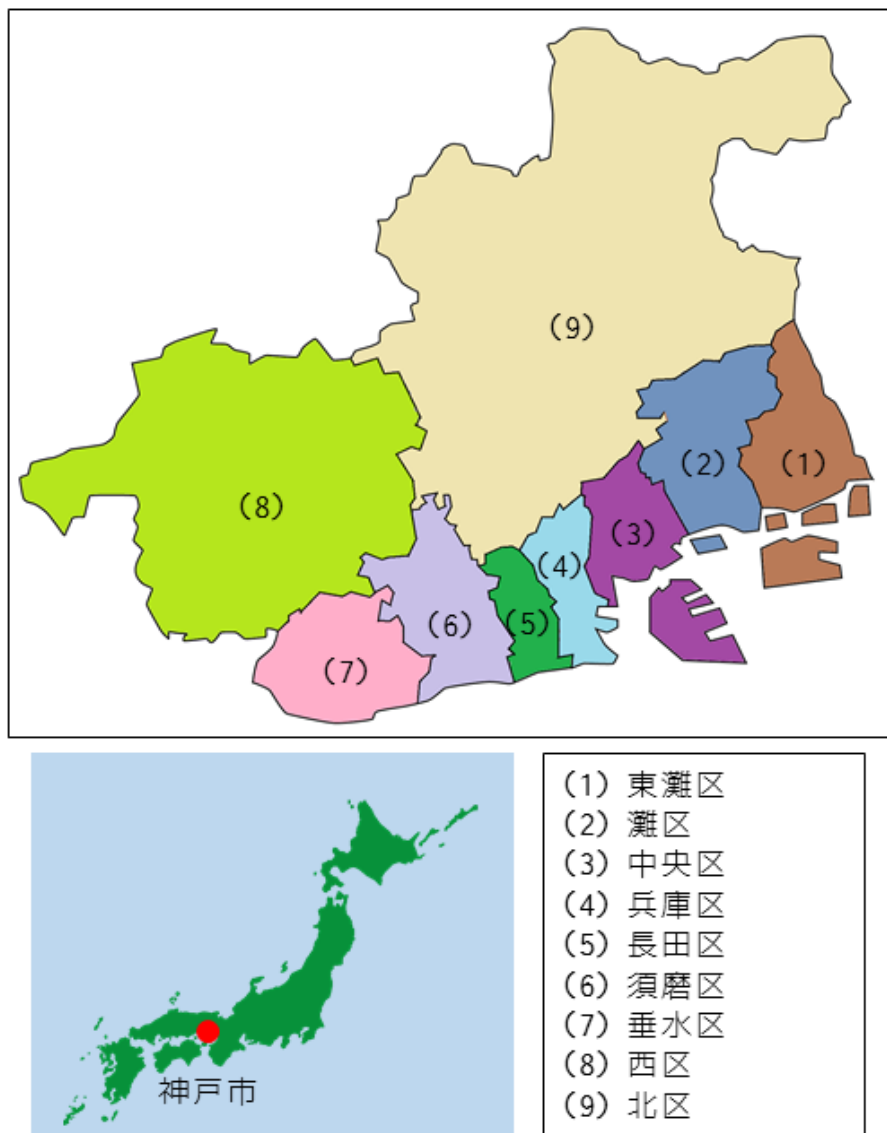 (9)
(1)
(2)
(8)
(3)
(4)
(5)
(6)
(7)
神戸市
(1) 東灘区
(2) 灘区
(3) 中央区
(4) 兵庫区
(5) 長田区
(6) 須磨区
(7) 垂水区
(8) 西区
(9) 北区